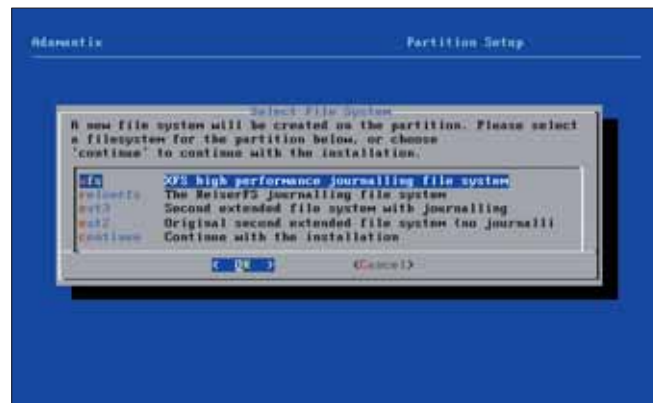 Adamantix Partition Setup
Select File System
A new file system will be created on the partition. Please select
a filesystem for the partition below, or choose
'continue' to continue with the installation.
xfs XFS high performance journalling file system
reiserfs The ReiserFS journalling file system
ext3 Second extended file system with journalling
ext2 Original second extended file system (no journalli
continue Continue with the installation
< OK > <Cancel>